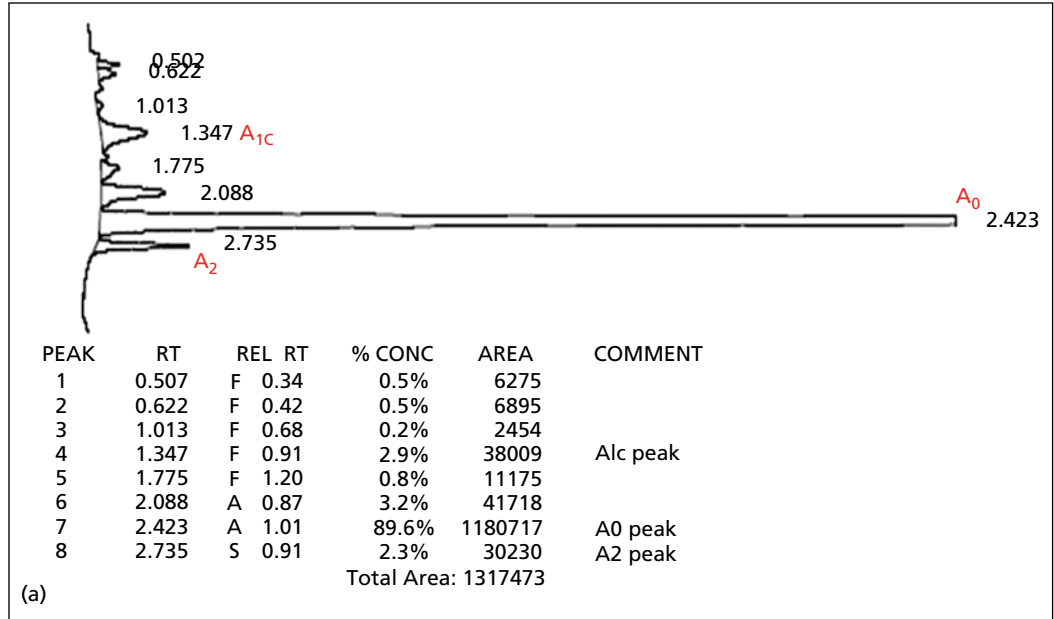 0.502
0.622
1.013
1.347 A1C
1.775
2.088
A0
2.423
2.735
A2
PEAK RT REL RT % CONC AREA COMMENT
1 0.507 F 0.34 0.5% 6275
2 0.622 F 0.42 0.5% 6895
3 1.013 F 0.68 0.2% 2454
4 1.347 F 0.91 2.9% 38009 Alc peak
5 1.775 F 1.20 0.8% 11175
6 2.088 A 0.87 3.2% 41718
7 2.423 A 1.01 89.6% 1180717 A0 peak
8 2.735 S 0.91 2.3% 30230 A2 peak
Total Area: 1317473
(a)